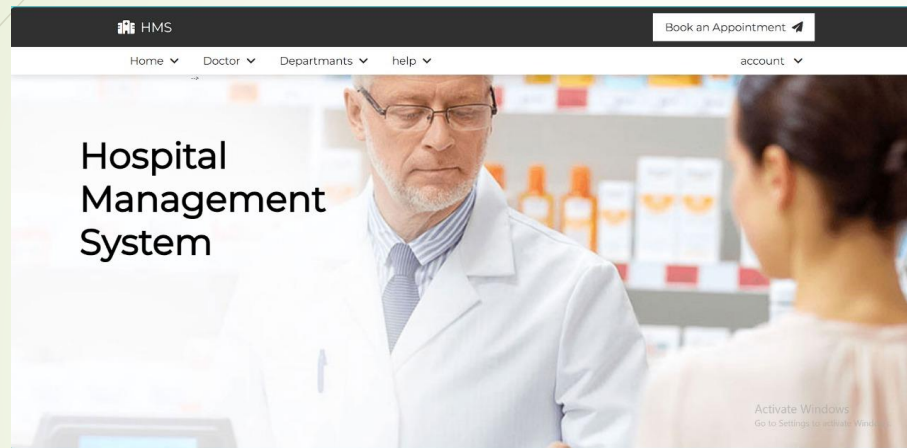 HMS
Book an Appointment
Home
Doctor
Departmants
help
account
-->
Hospital
Management
System
Activate Windows
Go to Settings to activate Windows.